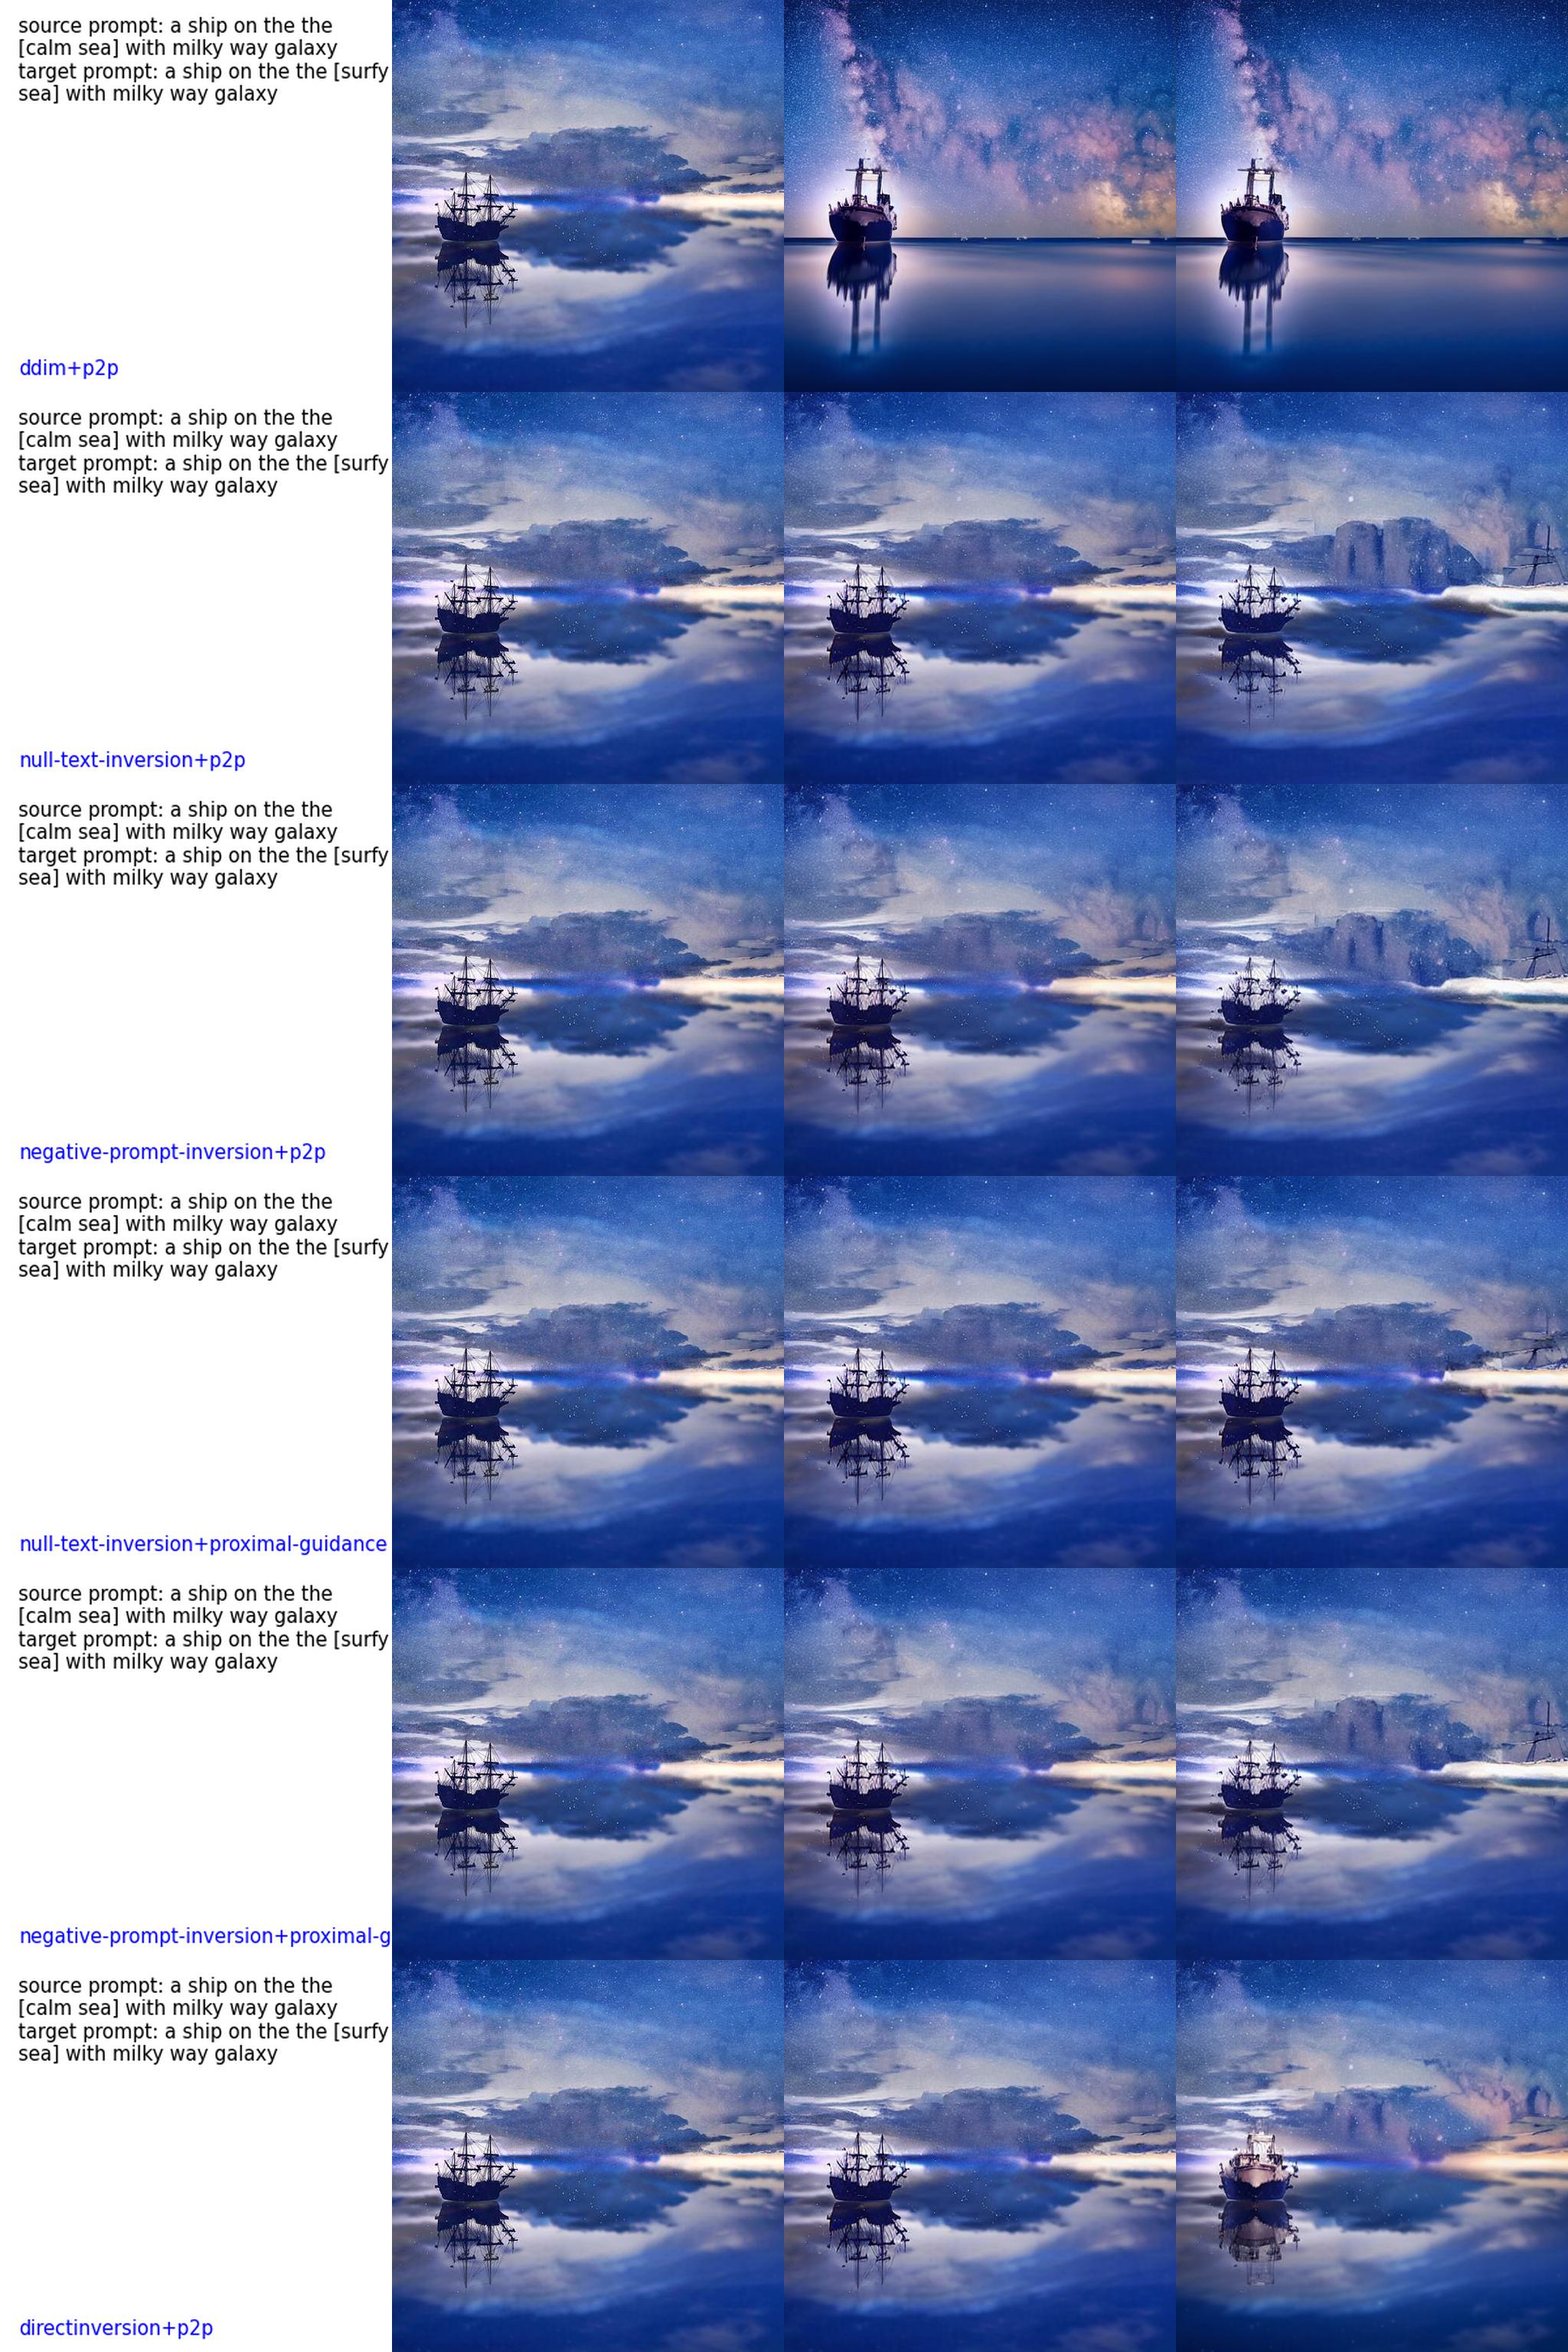 source prompt: a ship on the the
[calm sea] with milky way galaxy
target prompt: a ship on the the [surfy
sea] with milky way galaxy
ddim+p2p
source prompt: a ship on the the
[calm sea] with milky way galaxy
target prompt: a ship on the the [surfy
sea] with milky way galaxy
null-text-inversion+p2p
source prompt: a ship on the the
[calm sea] with milky way galaxy
target prompt: a ship on the the [surfy
sea] with milky way galaxy
negative-prompt-inversion+p2p
source prompt: a ship on the the
[calm sea] with milky way galaxy
target prompt: a ship on the the [surfy
sea] with milky way galaxy
null-text-inversion+proximal-guidance
source prompt: a ship on the the
[calm sea] with milky way galaxy
target prompt: a ship on the the [surfy
sea] with milky way galaxy
negative-prompt-inversion+proximal-g
source prompt: a ship on the the
[calm sea] with milky way galaxy
target prompt: a ship on the the [surfy
sea] with milky way galaxy
directinversion+p2p